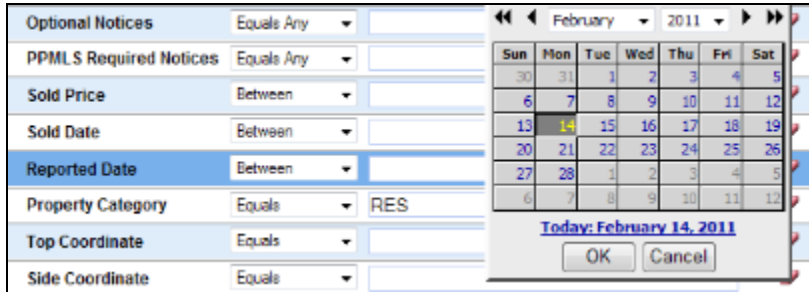 Optional Notices Equals Any
PPMLS Required Notices Equals Any
Sold Price Between
Sold Date Between
Reported Date Between
Property Category Equals RES
Top Coordinate Equals
Side Coordinate Equals
February 2011
Sun Mon Tue Wed Thu Fri Sat
30 31 1 2 3 4 5
6 7 8 9 10 11 12
13 14 15 16 17 18 19
20 21 22 23 24 25 26
27 28 1 2 3 4 5
6 7 8 9 10 11 12
Today: February 14, 2011
OK Cancel